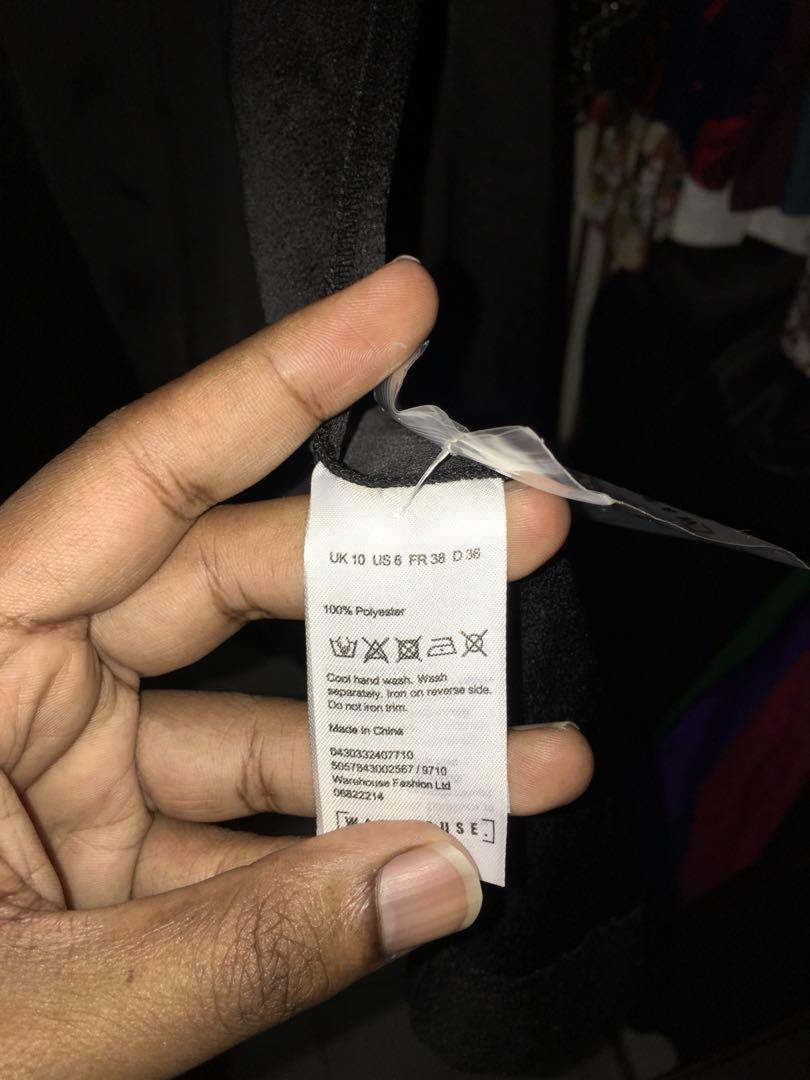 UK 10 US 6 FR 38 D 36
100% Polyester
Cool hand wash. Wash
separately. Iron on reverse side.
Do not iron trim.
Made in China
0430332407710
5057843002567 / 9710
Warehouse Fashion Ltd
06822214